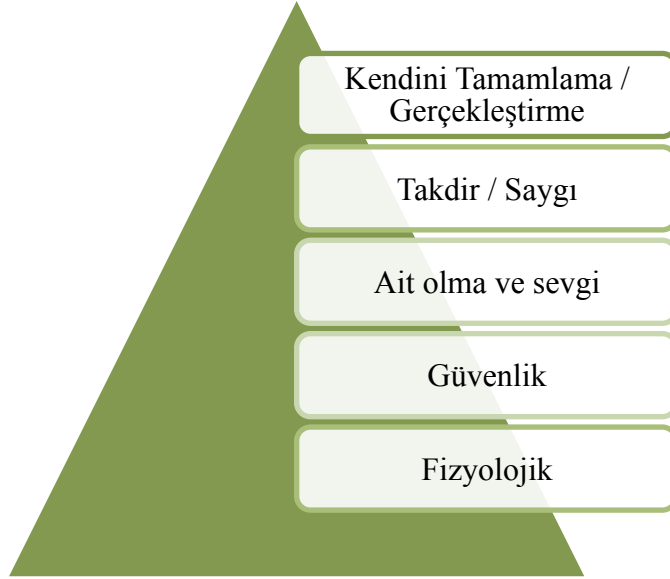 Kendini Tamamlama /
Gerçekleştirme
Takdir / Saygı
Ait olma ve sevgi
Güvenlik
Fizyolojik